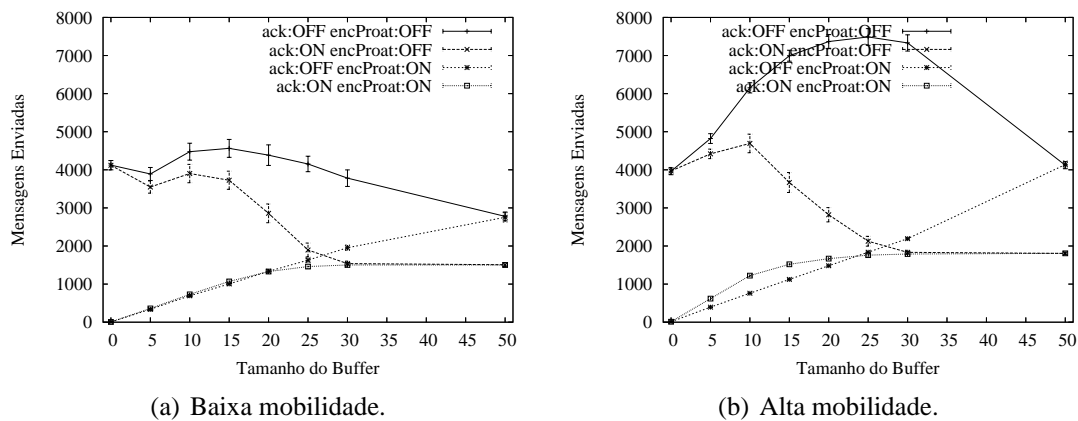 8000
7000
6000
5000
4000
3000
2000
1000
0
Mensagens Enviadas
ack:OFF encProat:OFF
ack:ON encProat:OFF
ack:OFF encProat:ON
ack:ON encProat:ON
0 5 10 15 20 25 30 35 40 45 50
Tamanho do Buffer
(a) Baixa mobilidade.
8000
7000
6000
5000
4000
3000
2000
1000
0
Mensagens Enviadas
ack:OFF encProat:OFF
ack:ON encProat:OFF
ack:OFF encProat:ON
ack:ON encProat:ON
0 5 10 15 20 25 30 35 40 45 50
Tamanho do Buffer
(b) Alta mobilidade.